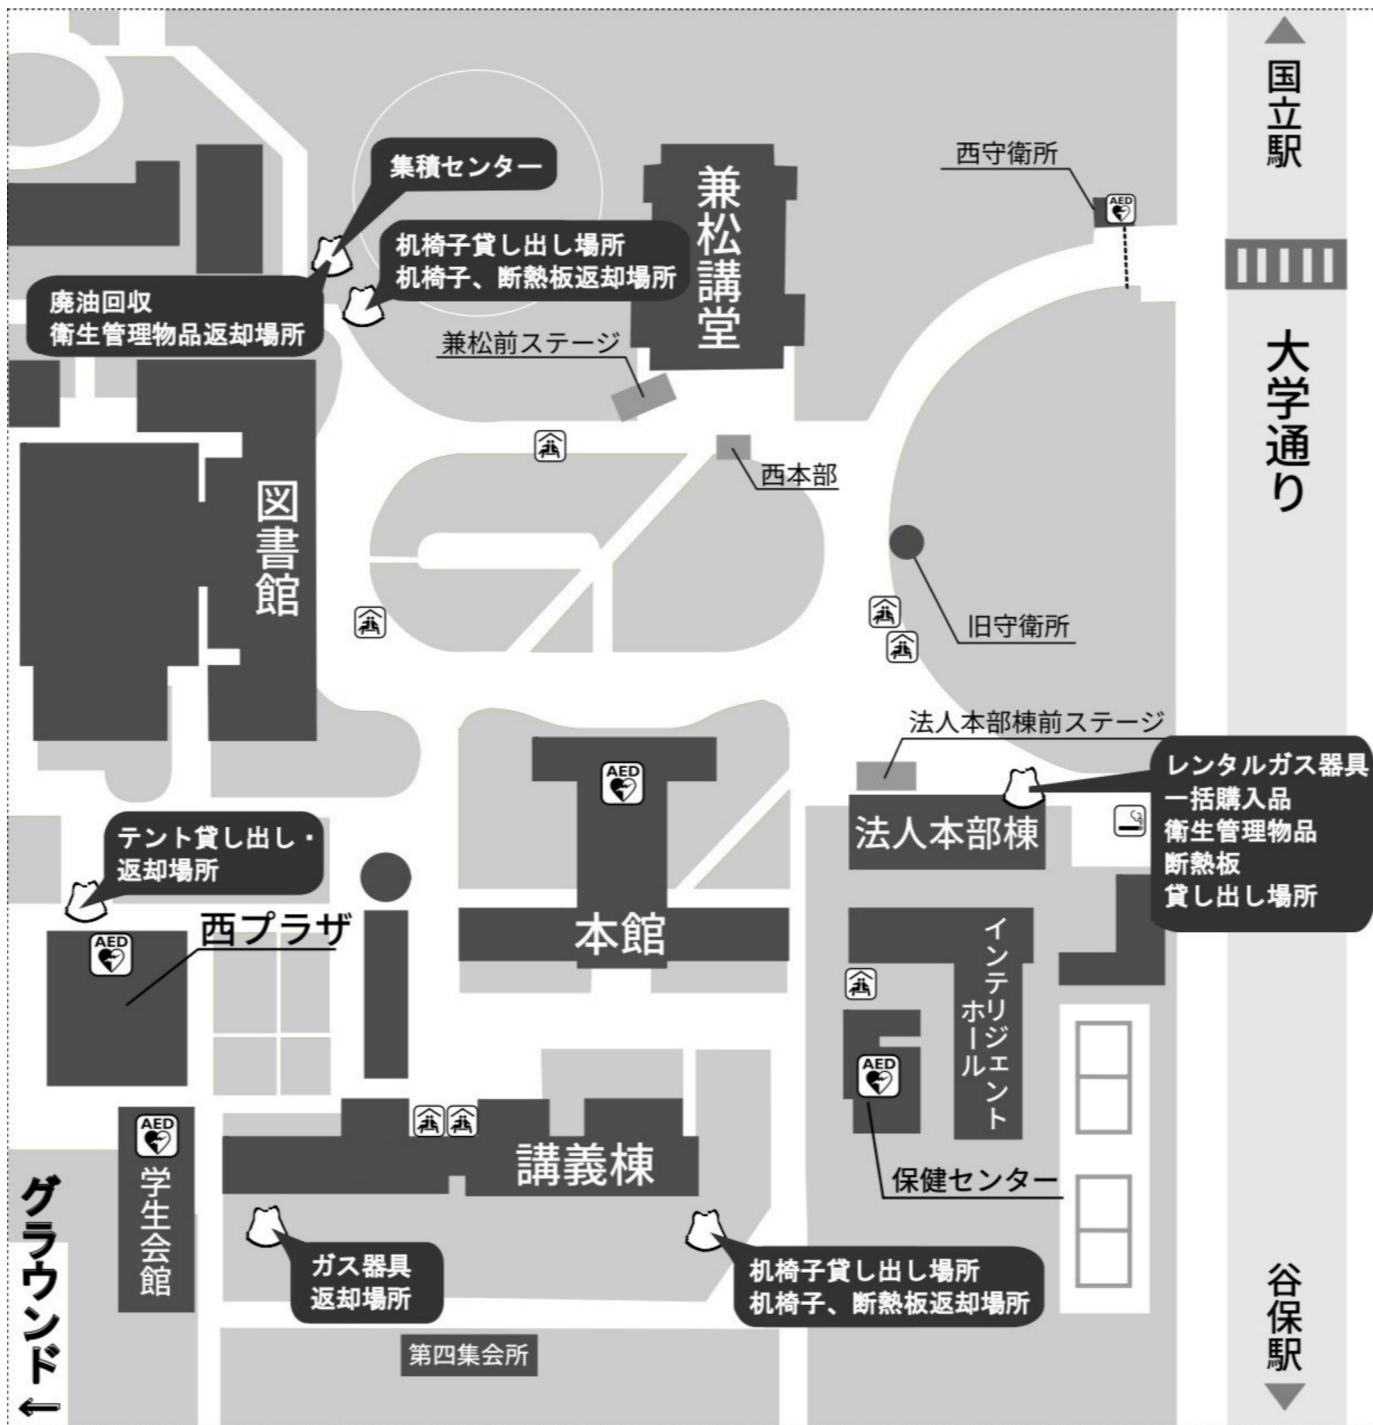 国立駅
集積センター
西守衛所
AED
兼松講堂
机椅子貸し出し場所
机椅子、断熱板返却場所
廃油回収
衛生管理物品返却場所
兼松前ステージ
大学通り
西本部
図書館
旧守衛所
法人本部棟前ステージ
レンタルガス器具
一括購入品
衛生管理物品
断熱板
貸し出し場所
AED
法人本部棟
テント貸し出し・
返却場所
西プラザ
AED
本館
インテリジェント
ホール
AED
保健センター
AED
講義棟
学生会館
グラウンド←
ガス器具
返却場所
机椅子貸し出し場所
机椅子、断熱板返却場所
第四集会所
谷保駅